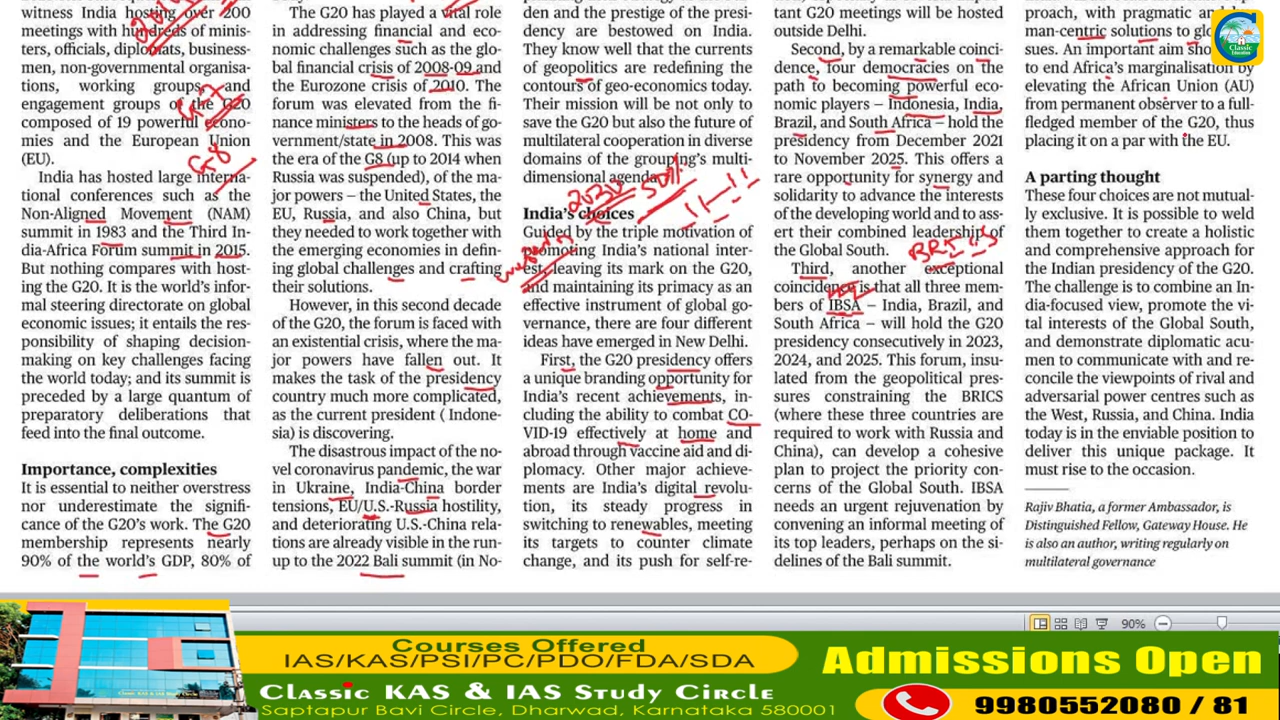 witness India hosting over 200
meetings with hundreds of minis-
ters, officials, diplomats, business-
men, non-governmental organisa-
tions, working groups, and
engagement groups of the G20
composed of 19 powerful econo-
mies and the European Union
(EU).
India has hosted large interna-
tional conferences such as the
Non-Aligned Movement (NAM)
summit in 1983 and the Third In-
dia-Africa Forum summit in 2015.
But nothing compares with host-
ing the G20. It is the world's infor-
mal steering directorate on global
economic issues; it entails the res-
ponsibility of shaping decision-
making on key challenges facing
the world today; and its summit is
preceded by a large quantum of
preparatory deliberations that
feed into the final outcome.
Importance, complexities
It is essential to neither overstress
nor underestimate the signifi-
cance of the G20's work. The G20
membership represents nearly
90% of the world's GDP, 80% of
The G20 has played a vital role
in addressing financial and eco-
nomic challenges such as the glo-
bal financial crisis of 2008-09 and
the Eurozone crisis of 2010. The
forum was elevated from the fi-
nance ministers to the heads of go-
vernment/state in 2008. This was
the era of the G8 (up to 2014 when
Russia was suspended), of the ma-
jor powers – the United States, the
EU, Russia, and also China, but
they needed to work together with
the emerging economies in defin-
ing global challenges and crafting
their solutions.
However, in this second decade
of the G20, the forum is faced with
an existential crisis, where the ma-
jor powers have fallen out. It
makes the task of the presidency
country much more complicated,
as the current president ( Indone-
sia) is discovering.
The disastrous impact of the no-
vel coronavirus pandemic, the war
in Ukraine, India-China border
tensions, EU/U.S.-Russia hostility,
and deteriorating U.S.-China rela-
tions are already visible in the run-
up to the 2022 Bali summit (in No-
den and the prestige of the presi-
dency are bestowed on India.
They know well that the currents
of geopolitics are redefining the
contours of geo-economics today.
Their mission will be not only to
save the G20 but also the future of
multilateral cooperation in diverse
domains of the grouping's multi-
dimensional agenda.
India's choices
Guided by the triple motivation of
promoting India's national inter-
est, leaving its mark on the G20,
and maintaining its primacy as an
effective instrument of global go-
vernance, there are four different
ideas have emerged in New Delhi.
First, the G20 presidency offers
a unique branding opportunity for
India's recent achievements, in-
cluding the ability to combat CO-
VID-19 effectively at home and
abroad through vaccine aid and di-
plomacy. Other major achieve-
ments are India's digital revolu-
tion, its steady progress in
switching to renewables, meeting
its targets to counter climate
change, and its push for self-re-
tant G20 meetings will be hosted
outside Delhi.
Second, by a remarkable coinci-
dence, four democracies on the
path to becoming powerful eco-
nomic players – Indonesia, India,
Brazil, and South Africa – hold the
presidency from December 2021
to November 2025. This offers a
rare opportunity for synergy and
solidarity to advance the interests
of the developing world and to ass-
ert their combined leadership of
the Global South.
Third, another exceptional
coincidence is that all three mem-
bers of IBSA – India, Brazil, and
South Africa – will hold the G20
presidency consecutively in 2023,
2024, and 2025. This forum, insu-
lated from the geopolitical pres-
sures constraining the BRICS
(where these three countries are
required to work with Russia and
China), can develop a cohesive
plan to project the priority con-
cerns of the Global South. IBSA
needs an urgent rejuvenation by
convening an informal meeting of
its top leaders, perhaps on the si-
delines of the Bali summit.
proach, with pragmatic and
man-centric solutions to
sues. An important aim
to end Africa's marginalisation by
elevating the African Union (AU)
from permanent observer to a full-
fledged member of the G20, thus
placing it on a par with the EU.
A parting thought
These four choices are not mutual-
ly exclusive. It is possible to weld
them together to create a holistic
and comprehensive approach for
the Indian presidency of the G20.
The challenge is to combine an In-
dia-focused view, promote the vi-
tal interests of the Global South,
and demonstrate diplomatic acu-
men to communicate with and re-
concile the viewpoints of rival and
adversarial power centres such as
the West, Russia, and China. India
today is in the enviable position to
deliver this unique package. It
must rise to the occasion.
Rajiv Bhatia, a former Ambassador, is
Distinguished Fellow, Gateway House. He
is also an author, writing regularly on
multilateral governance
G-7
G-8
2030
50%
BRICS
Classic
Education
90%
Courses Offered
IAS/KAS/PSI/PC/PDO/FDA/SDA
Classic KAS & IAS Study Circle
Saptapur Bavi Circle, Dharwad, Karnataka 580001
Admissions Open
9980552080 / 81